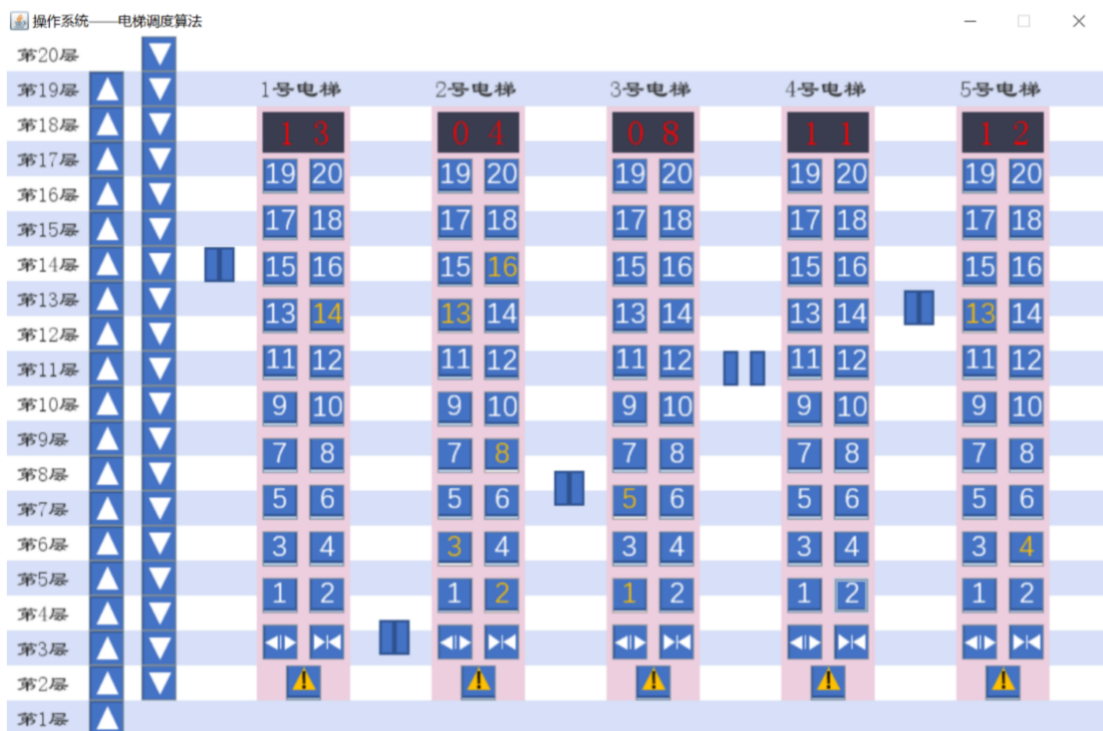 操作系统——电梯调度算法
第20层
第19层 1号电梯 2号电梯 3号电梯 4号电梯 5号电梯
第18层 13 04 08 11 12
第17层 19 20 19 20 19 20 19 20 19 20
第16层
第15层 17 18 17 18 17 18 17 18 17 18
第14层 15 16 15 16 15 16 15 16 15 16
第13层 13 14 13 14 13 14 13 14 13 14
第12层
第11层 11 12 11 12 11 12 11 12 11 12
第10层 9 10 9 10 9 10 9 10 9 10
第9层 7 8 7 8 7 8 7 8 7 8
第8层
第7层 5 6 5 6 5 6 5 6 5 6
第6层 3 4 3 4 3 4 3 4 3 4
第5层 1 2 1 2 1 2 1 2 1 2
第4层
第3层
第2层
第1层